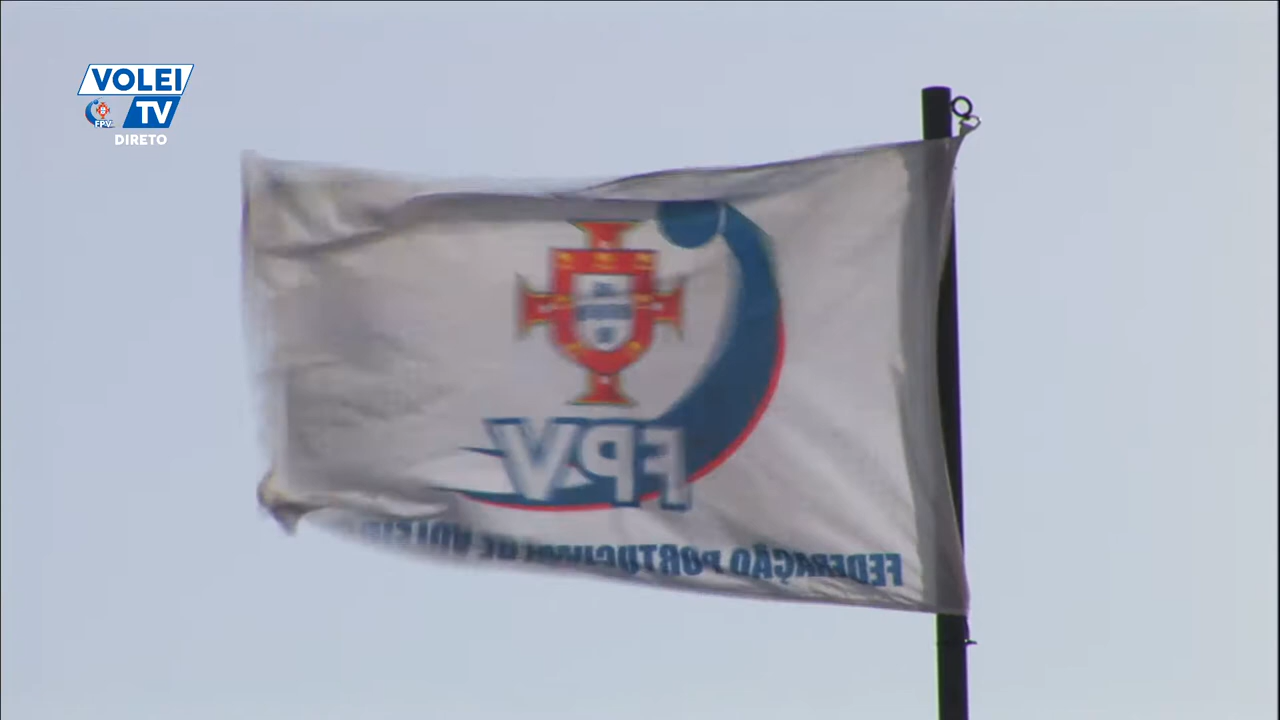 VOLEI
TV
FPV
DIRETO
FPV
FEDERAÇÃO PORTUGUESA DE VOLEIBOL